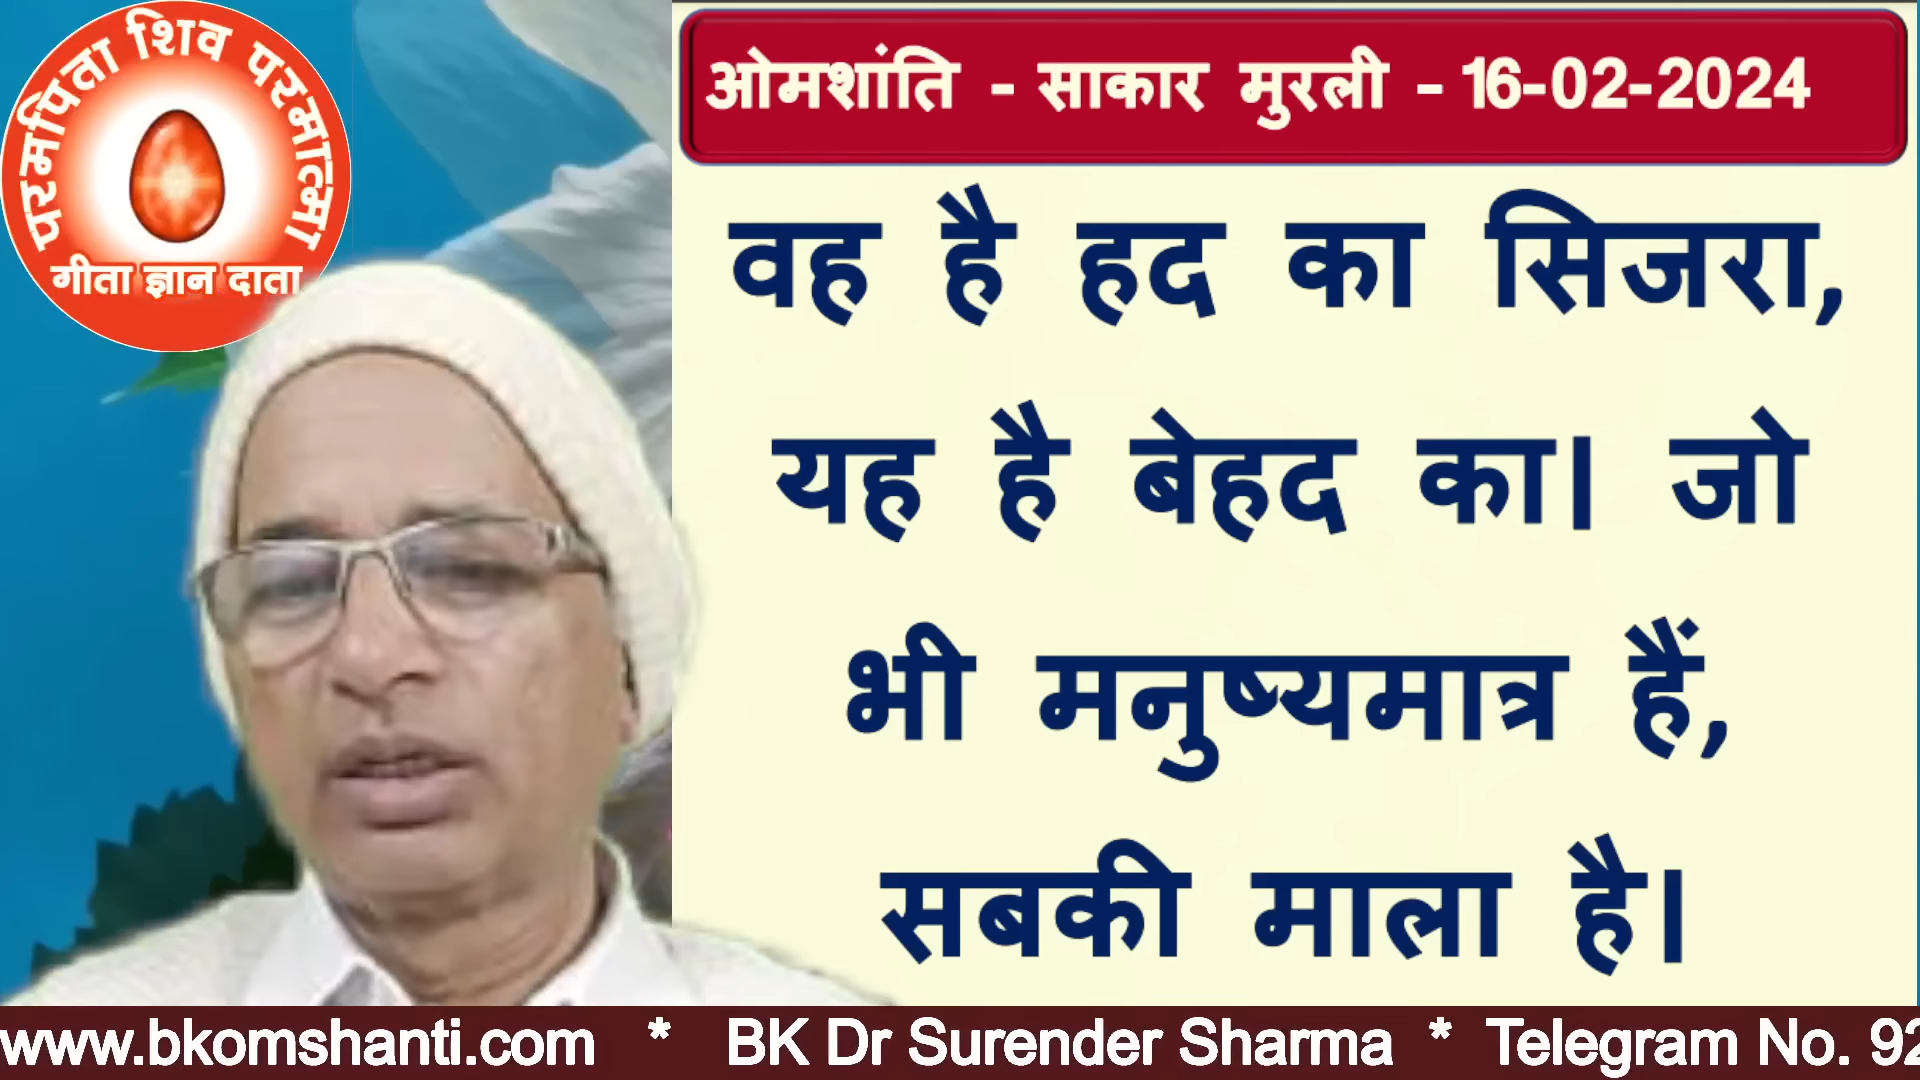 परमपिता शिव परमात्मा
गीता ज्ञान दाता
ओमशांति - साकार मुरली - 16-02-2024
वह है हद का सिजरा,
यह है बेहद का। जो
भी मनुष्यमात्र हैं,
सबकी माला है।
www.bkomshanti.com * BK Dr Surender Sharma * Telegram No. 92